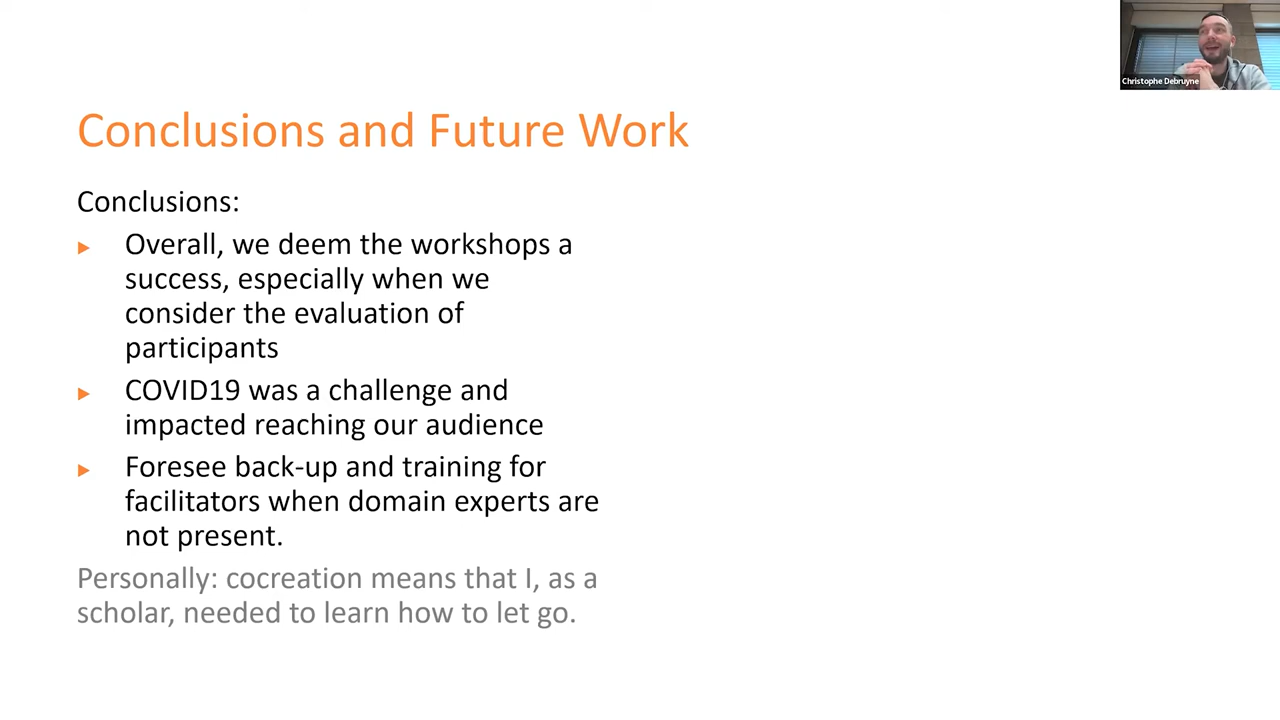 Christophe Debruyne
Conclusions and Future Work
Conclusions:
Overall, we deem the workshops a
success, especially when we
consider the evaluation of
participants
COVID19 was a challenge and
impacted reaching our audience
Foresee back-up and training for
facilitators when domain experts are
not present.
Personally: cocreation means that I, as a
scholar, needed to learn how to let go.